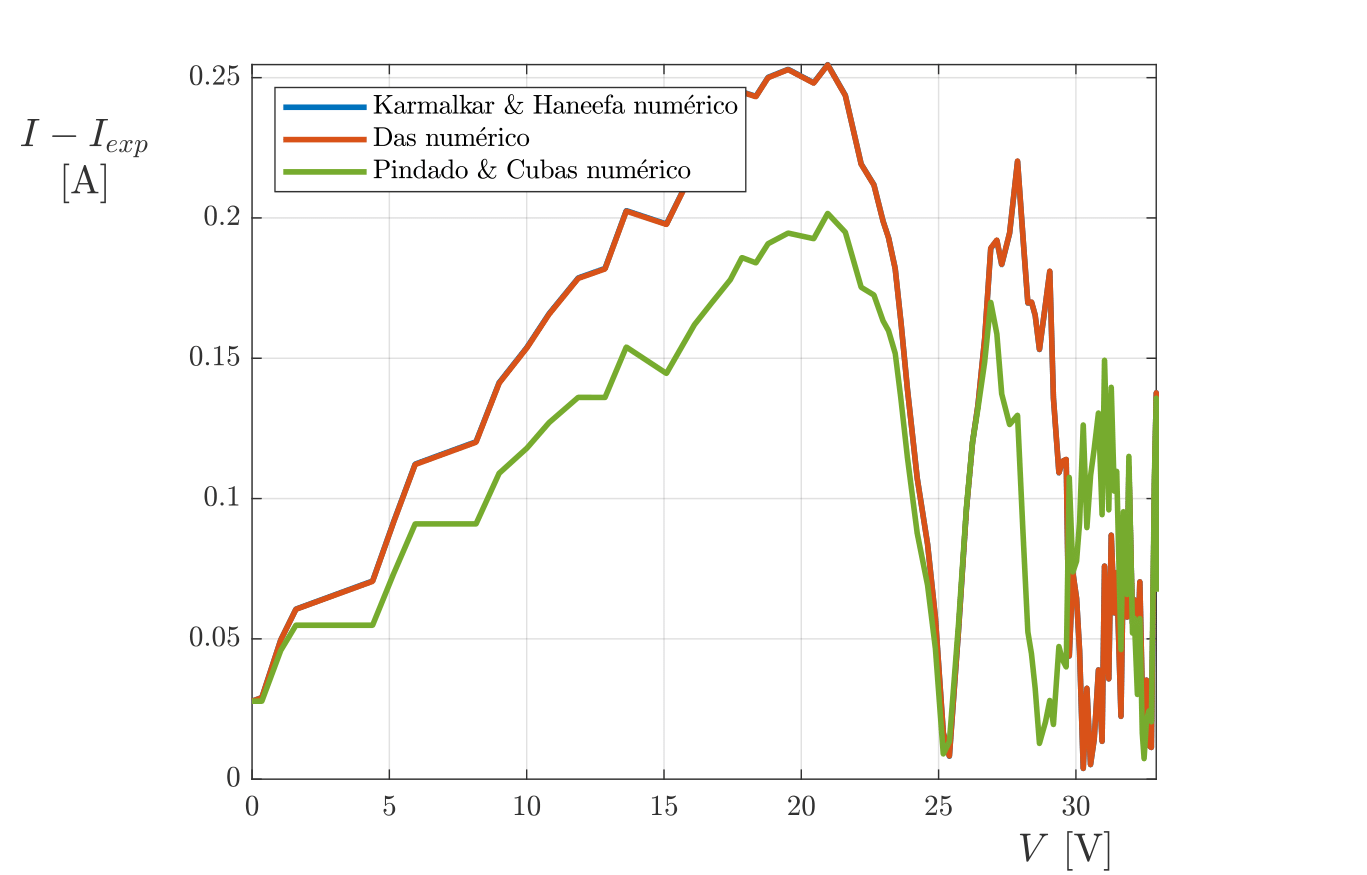 0.25
0.2
0.15
0.1
0.05
0
I − I_exp
[A]
Karmalkar & Haneefa numérico
Das numérico
Pindado & Cubas numérico
0 5 10 15 20 25 30
V [V]